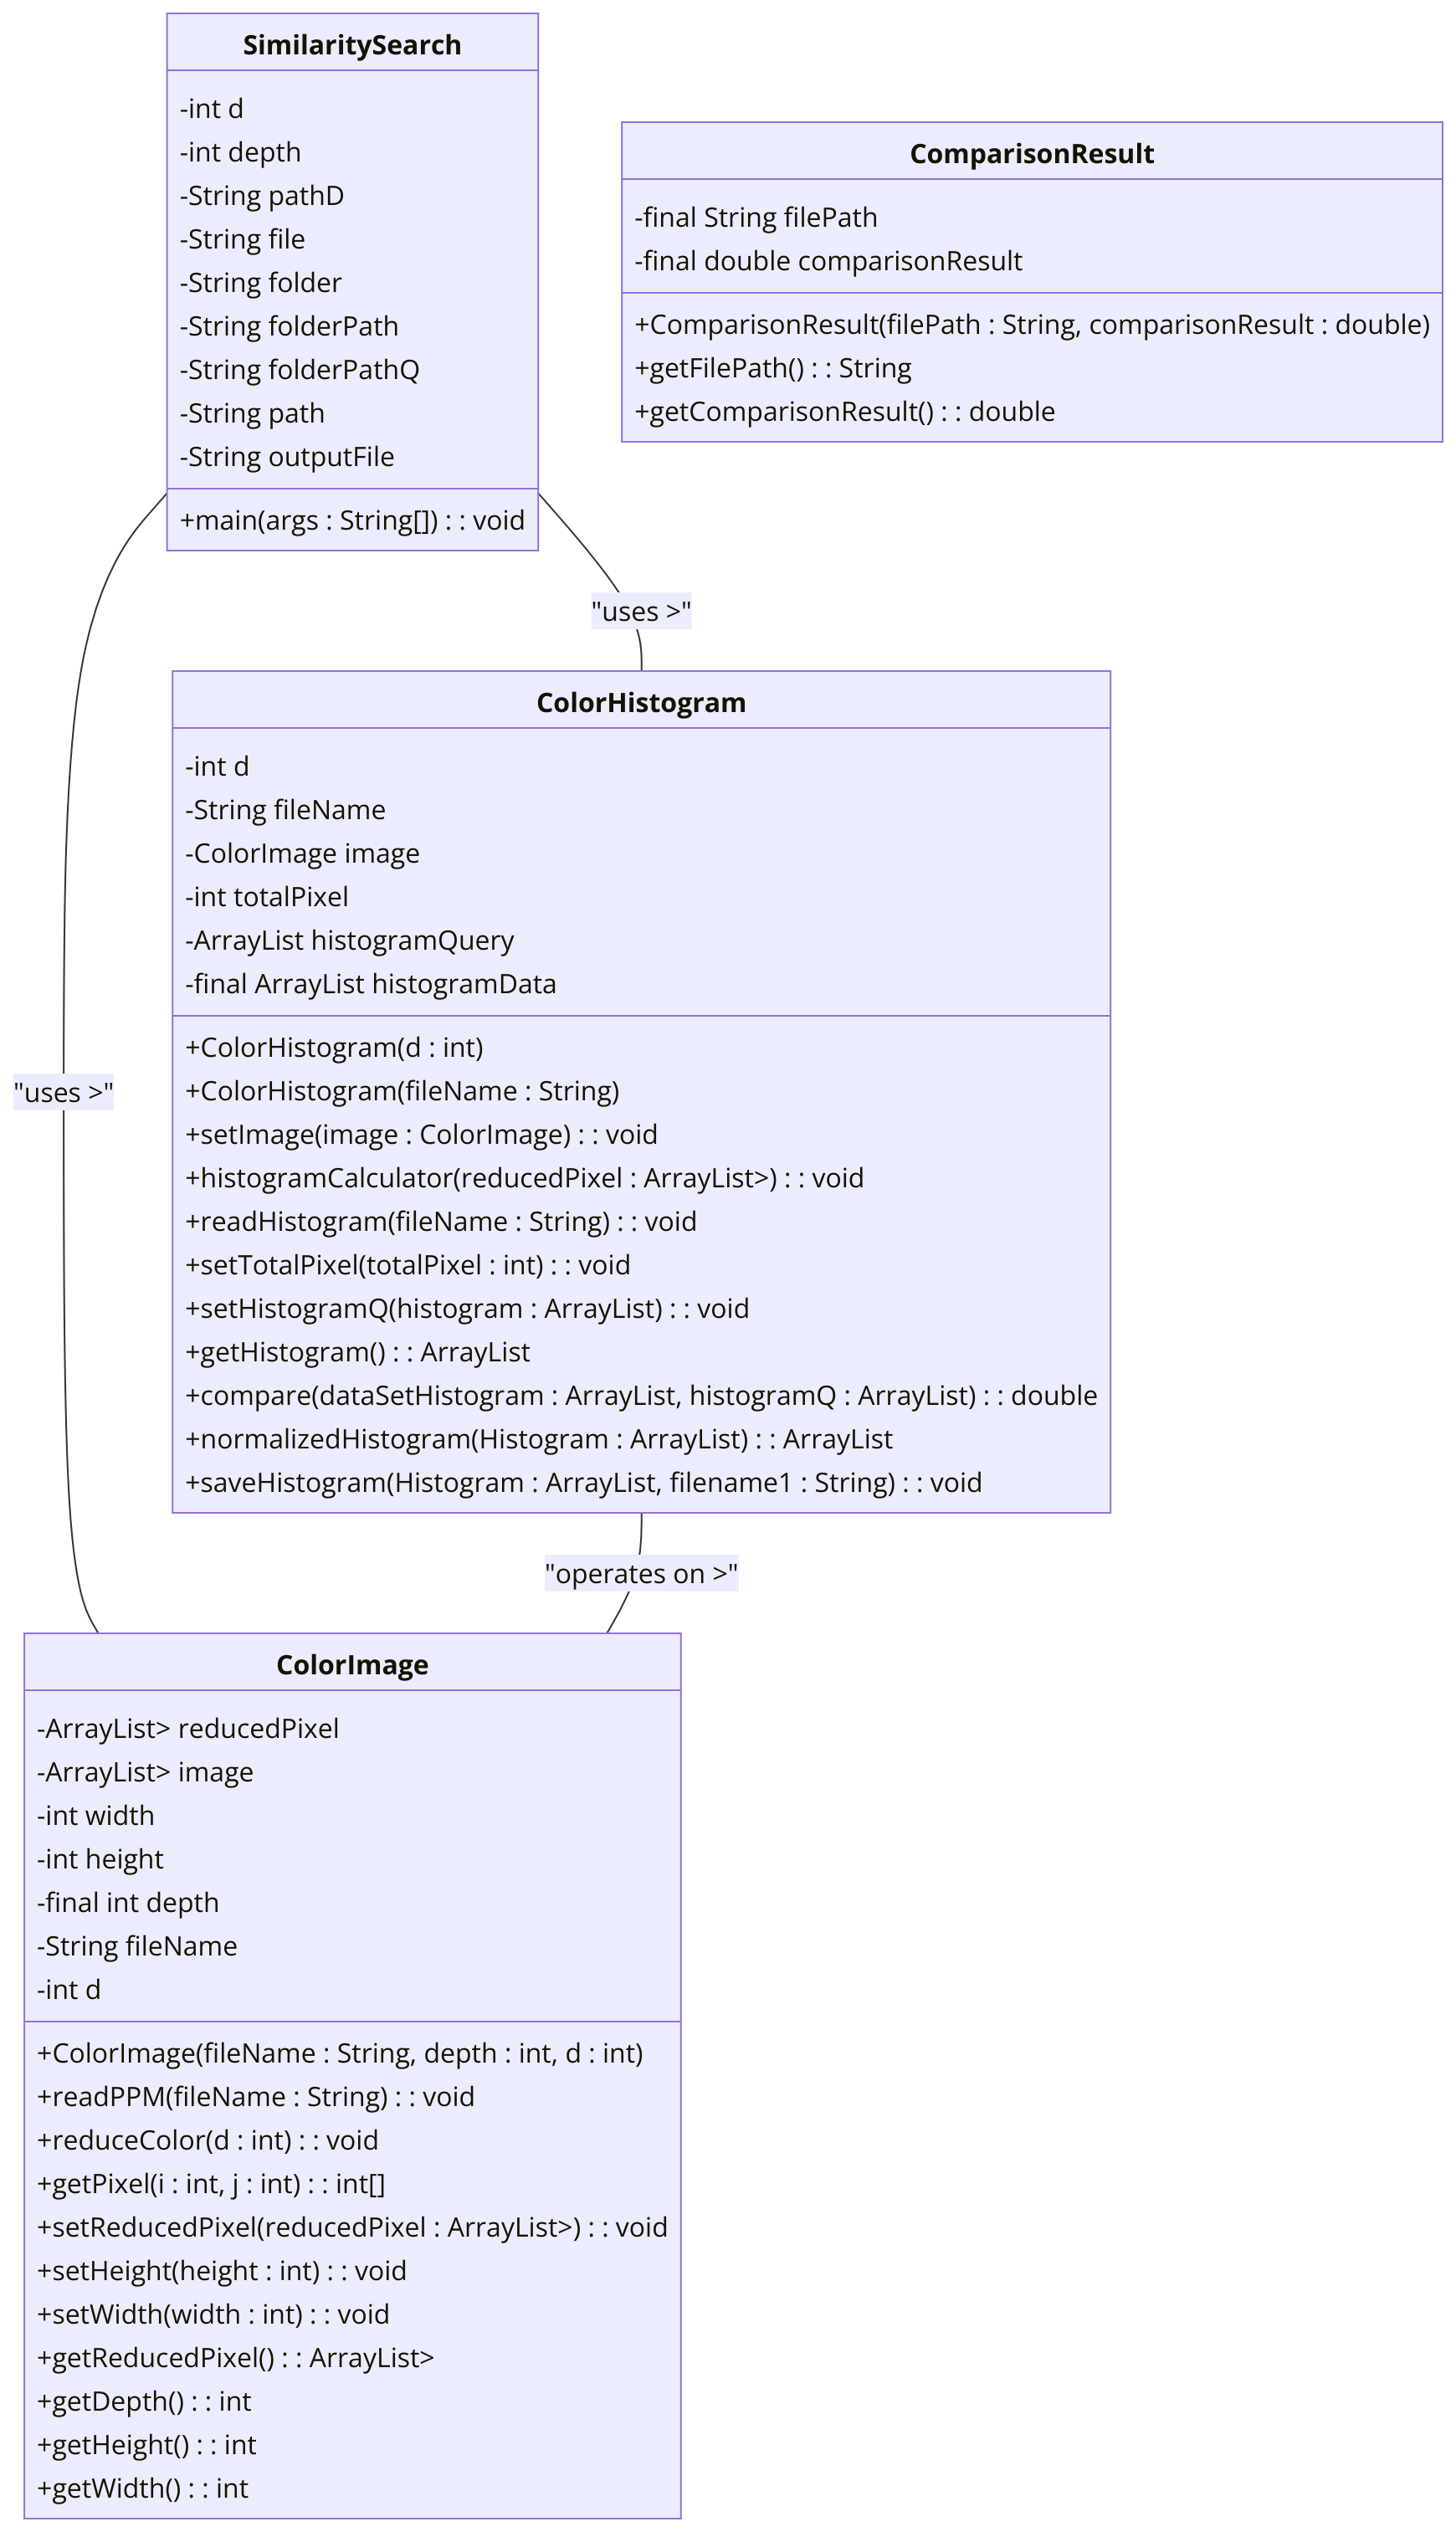 SimilaritySearch
-int d
-int depth
-String pathD
-String file
-String folder
-String folderPath
-String folderPathQ
-String path
-String outputFile
+main(args : String[]) : : void
ComparisonResult
-final String filePath
-final double comparisonResult
+ComparisonResult(filePath : String, comparisonResult : double)
+getFilePath() : : String
+getComparisonResult() : : double
"uses >"
ColorHistogram
-int d
-String fileName
-ColorImage image
-int totalPixel
-ArrayList histogramQuery
-final ArrayList histogramData
+ColorHistogram(d : int)
+ColorHistogram(fileName : String)
+setImage(image : ColorImage) : : void
+histogramCalculator(reducedPixel : ArrayList>) : : void
+readHistogram(fileName : String) : : void
+setTotalPixel(totalPixel : int) : : void
+setHistogramQ(histogram : ArrayList) : : void
+getHistogram() : : ArrayList
+compare(dataSetHistogram : ArrayList, histogramQ : ArrayList) : : double
+normalizedHistogram(Histogram : ArrayList) : : ArrayList
+saveHistogram(Histogram : ArrayList, filename1 : String) : : void
"uses >"
"operates on >"
ColorImage
-ArrayList> reducedPixel
-ArrayList> image
-int width
-int height
-final int depth
-String fileName
-int d
+ColorImage(fileName : String, depth : int, d : int)
+readPPM(fileName : String) : : void
+reduceColor(d : int) : : void
+getPixel(i : int, j : int) : : int[]
+setReducedPixel(reducedPixel : ArrayList>) : : void
+setHeight(height : int) : : void
+setWidth(width : int) : : void
+getReducedPixel() : : ArrayList>
+getDepth() : : int
+getHeight() : : int
+getWidth() : : int